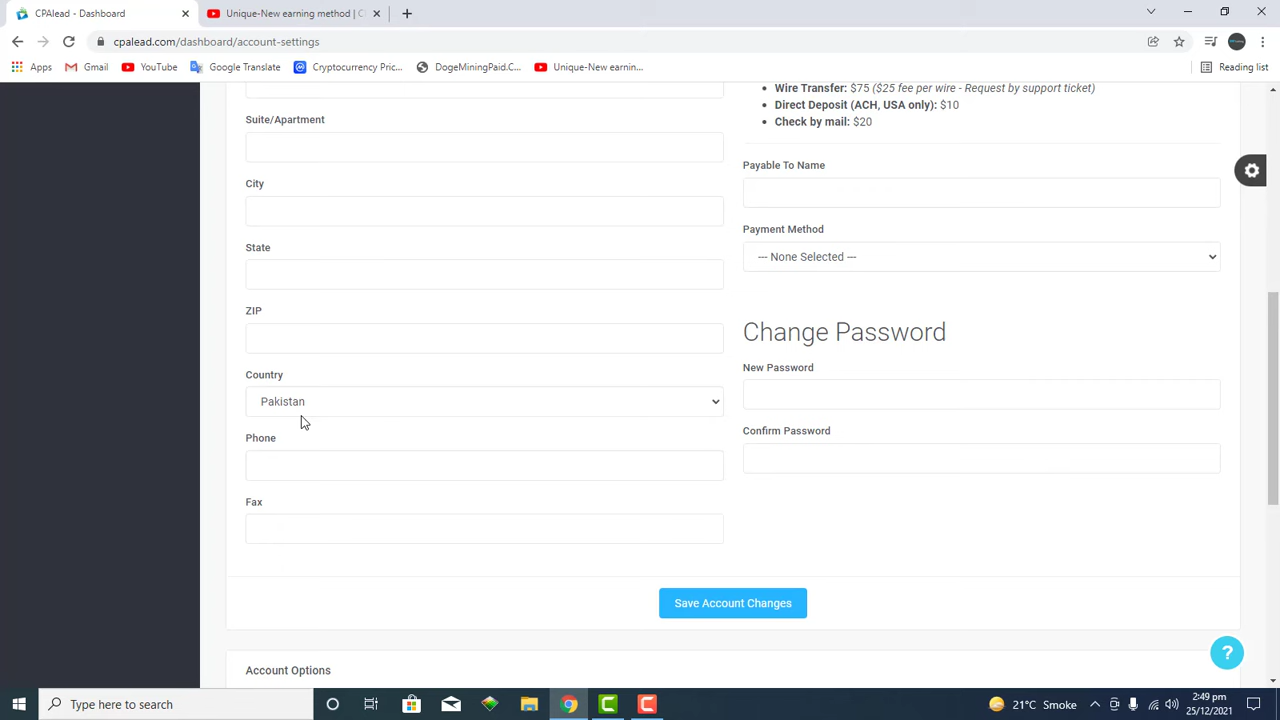 CPAlead - Dashboard
Unique-New earning method | C
cpalead.com/dashboard/account-settings
Apps
Gmail
YouTube
Google Translate
Cryptocurrency Pric...
DogeMiningPaid.C...
Unique-New earnin...
Reading list
Suite/Apartment
City
State
ZIP
Country
Pakistan
Phone
Fax
Wire Transfer: $75 ($25 fee per wire - Request by support ticket)
Direct Deposit (ACH, USA only): $10
Check by mail: $20
Payable To Name
Payment Method
--- None Selected ---
Change Password
New Password
Confirm Password
Save Account Changes
?
Account Options
Type here to search
21°C Smoke
2:49 pm
25/12/2021